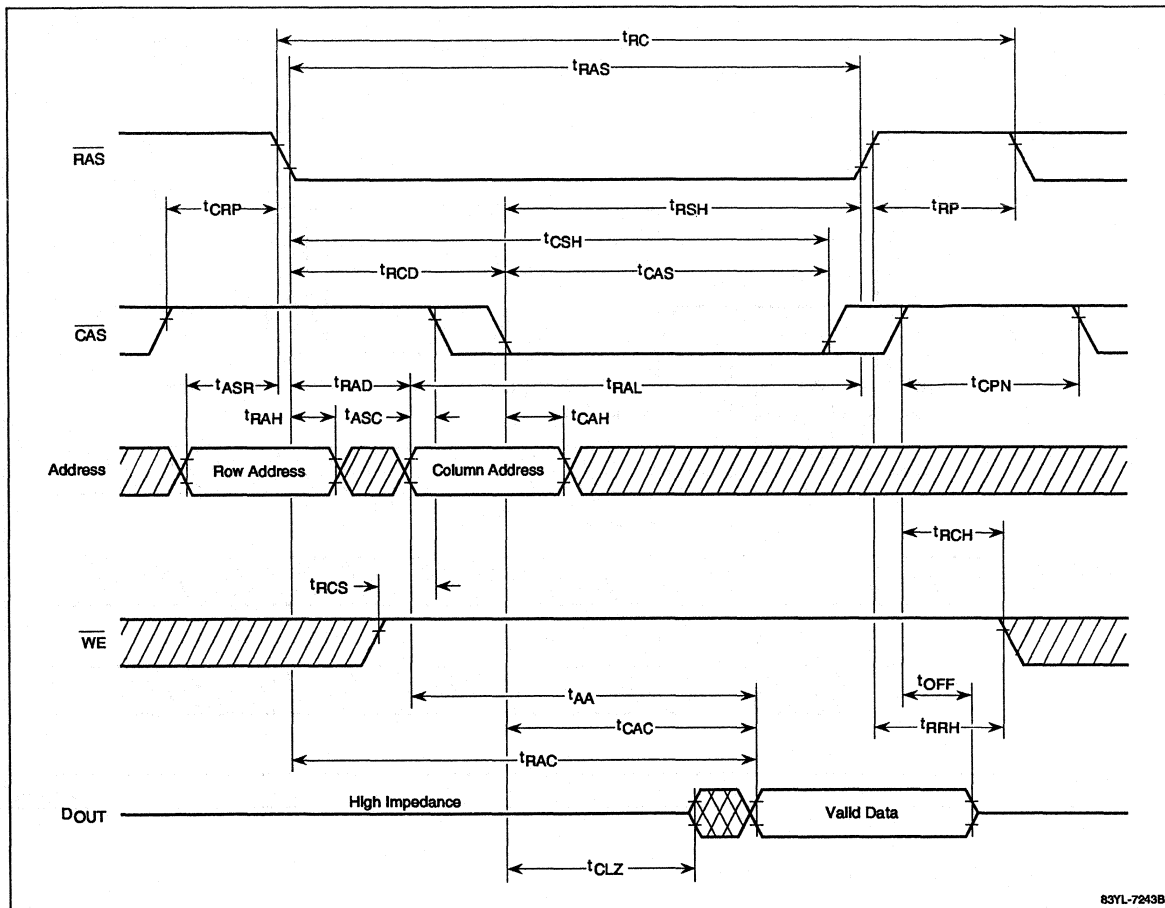 tRC
tRAS
RAS
tCRP
tRSH
tRP
tCSH
tRCD
tCAS
CAS
tASR
tRAD
tRAL
tCPN
tRAH
tASC
tCAH
Address
Row Address
Column Address
tRCH
tRCS
WE
tOFF
tAA
tCAC
tRRH
tRAC
High Impedance
DOUT
Valid Data
tCLZ
83YL-7243B